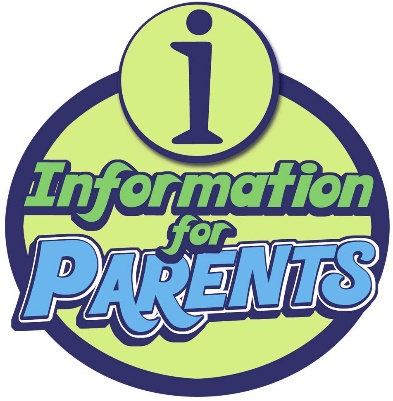 i
Information
for
PARENTS